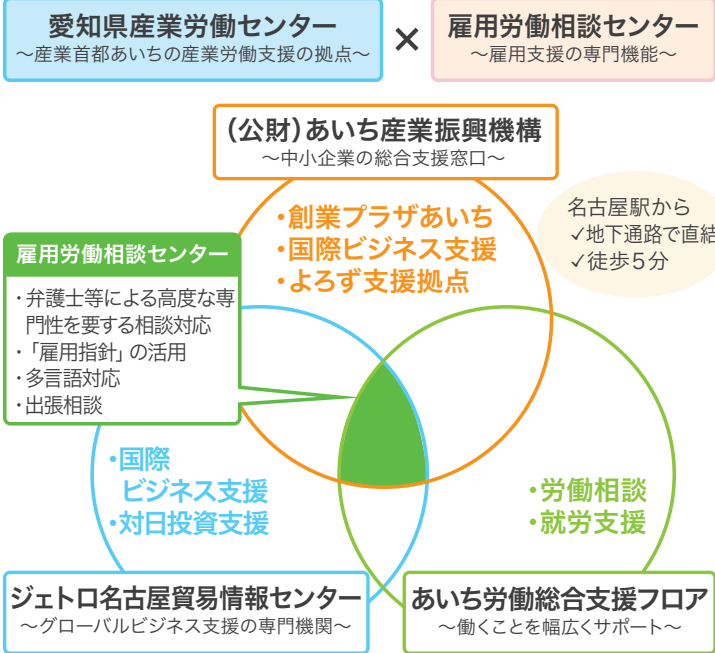 愛知県産業労働センター
～産業首都あいちの産業労働支援の拠点～
×
雇用労働相談センター
～雇用支援の専門機能～
（公財）あいち産業振興機構
～中小企業の総合支援窓口～
・創業プラザあいち
・国際ビジネス支援
・よろず支援拠点
名古屋駅から
✓地下通路で直結
✓徒歩5分
雇用労働相談センター
・弁護士等による高度な専
門性を要する相談対応
・「雇用指針」の活用
・多言語対応
・出張相談
・国際
ビジネス支援
・対日投資支援
・労働相談
・就労支援
ジェトロ名古屋貿易情報センター
～グローバルビジネス支援の専門機関～
あいち労働総合支援フロア
～働くことを幅広くサポート～